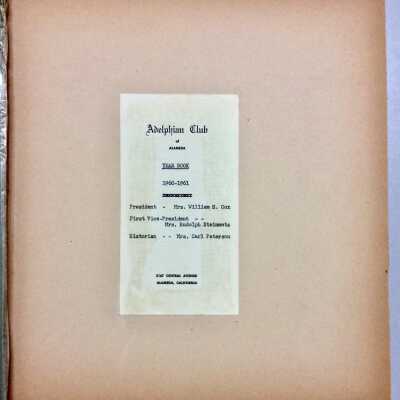 Adelphian Club
of
ALAMEDA
YEAR BOOK
1960-1961
President - Mrs. William S. Cox
First Vice-President - -
Mrs. Rudolph Steinmetz
Historian - - Mrs. Carl Peterson
CENTRAL AVENUE
ALAMEDA, CALIFORNIA